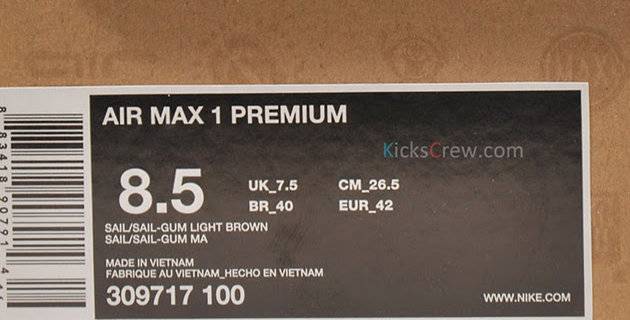 AIR MAX 1 PREMIUM
KicksCrew.com
8.5
UK_7.5 CM_26.5
BR_40 EUR_42
SAIL/SAIL-GUM LIGHT BROWN
SAIL/SAIL-GUM MA
MADE IN VIETNAM
FABRIQUE AU VIETNAM_HECHO EN VIETNAM
309717 100
WWW.NIKE.COM